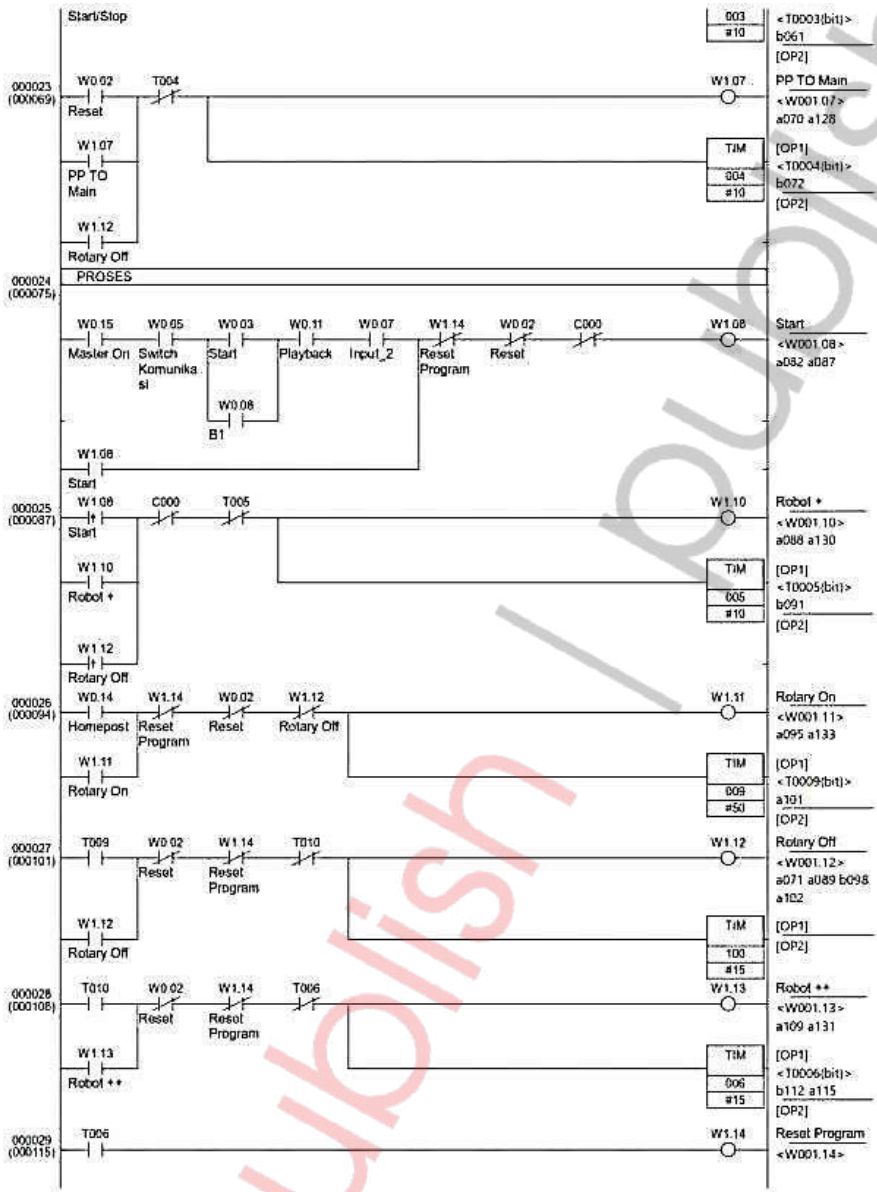 Start/Stop
003 <T0003(bit)>
#10 b061
[OP2]
000023 W0.02 T004 W1.07 PP TO Main
(000069) Reset <W001.07>
a070 a128
W1.07 TIM [OP1]
PP TO Main 004 <T0004(bit)>
#10 b072
[OP2]
W1.12
Rotary Off
000024 PROSES
(000075)
W0.15 W0.05 W0.03 W0.11 W0.07 W1.14 W0.02 C000 W1.08 Start
Master On Switch Komunikasi Start Playback Input_2 Reset Program Reset <W001.08>
a082 a087
W0.08
B1
W1.08
Start
000025 W1.08 C000 T005 W1.10 Robot +
(000087) Start <W001.10>
a088 a130
W1.10 TIM [OP1]
Robot + 005 <T0005(bit)>
#10 b091
[OP2]
W1.12
Rotary Off
000026 W0.14 W1.14 W0.02 W1.12 W1.11 Rotary On
(000094) Homepost Reset Program Reset Rotary Off <W001.11>
a095 a133
W1.11 TIM [OP1]
Rotary On 009 <T0009(bit)>
#50 a101
[OP2]
000027 T009 W0.02 W1.14 T010 W1.12 Rotary Off
(000101) Reset Reset Program <W001.12>
a071 a089 b098
a102
W1.12 TIM [OP1]
Rotary Off 100 [OP2]
#15
000028 T010 W0.02 W1.14 T006 W1.13 Robot ++
(000108) Reset Reset Program <W001.13>
a109 a131
W1.13 TIM [OP1]
Robot ++ 006 <T0006(bit)>
#15 b112 a115
[OP2]
000029 T006 W1.14 Reset Program
(000115) <W001.14>
publish
ublish